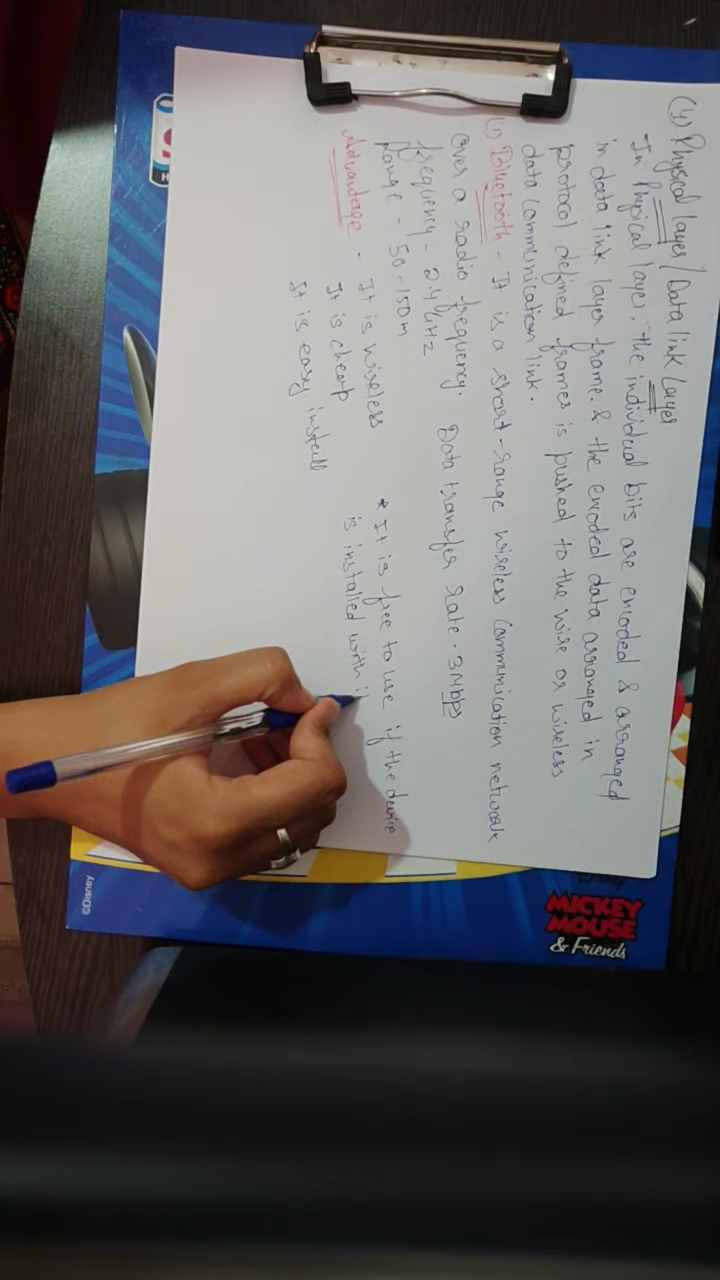 (4) Physical layer/Data link Layer
In Physical layer, the individual bits are encoded & arranged
in data link layer frame. & the encoded data arranged in
protocol defined frames is pushed to the wire or wireless
data communication link.
(i) Bluetooth - It is a short-range wireless communication network
over a radio frequency. Data transfer rate - 3Mbps
frequency - 2.4GHz
Range - 50-150m
Advantage - It is wireless
It is cheap
It is easy install
* It is free to use if the device
is installed with i
MICKEY
MOUSE
& Friends
©Disney